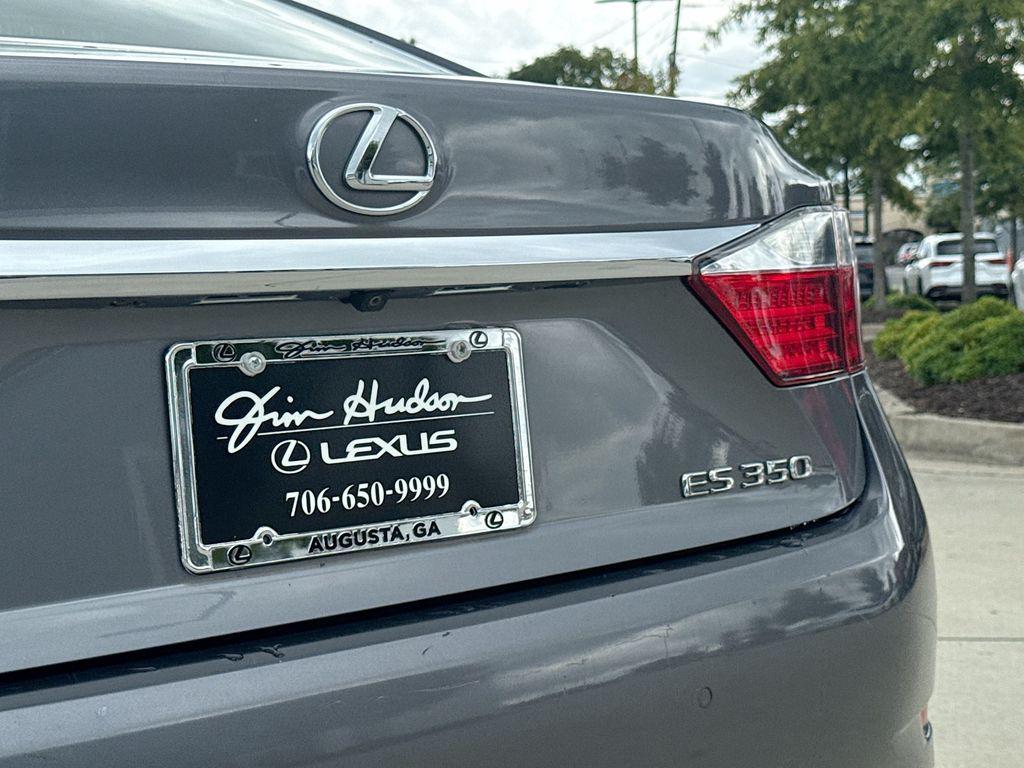 Jim Hudson
Jim Hudson
LEXUS
706-650-9999
AUGUSTA, GA
ES 350